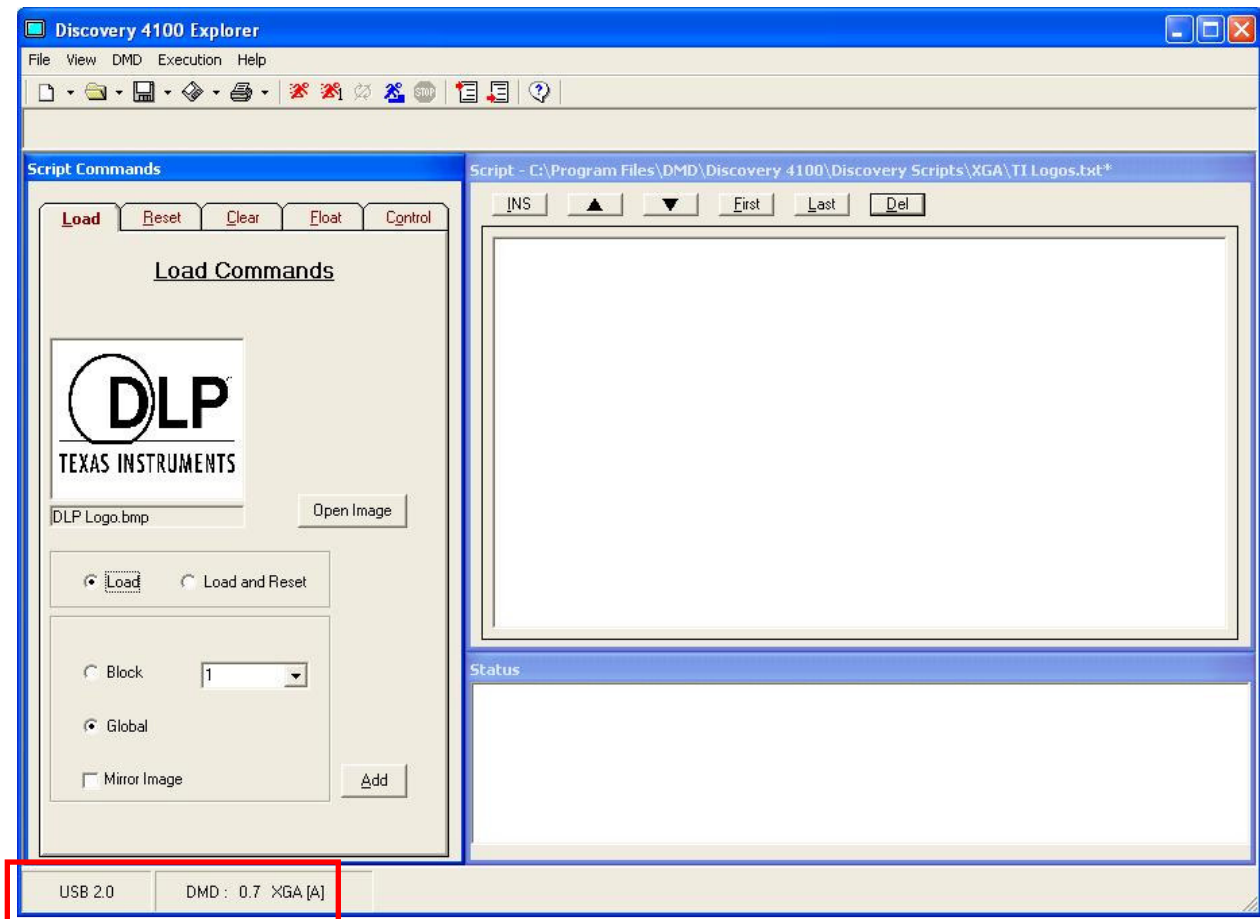 Discovery 4100 Explorer
File View DMD Execution Help
1
STOP
Script Commands
Load Reset Clear Float Control
Load Commands
DLP
TEXAS INSTRUMENTS
DLP Logo.bmp
Open Image
Load Load and Reset
Block 1
Global
Mirror Image
Add
Script - C:\Program Files\DMD\Discovery 4100\Discovery Scripts\XGA\TI Logos.txt*
INS First Last Del
Status
USB 2.0 DMD : 0.7 XGA [A]